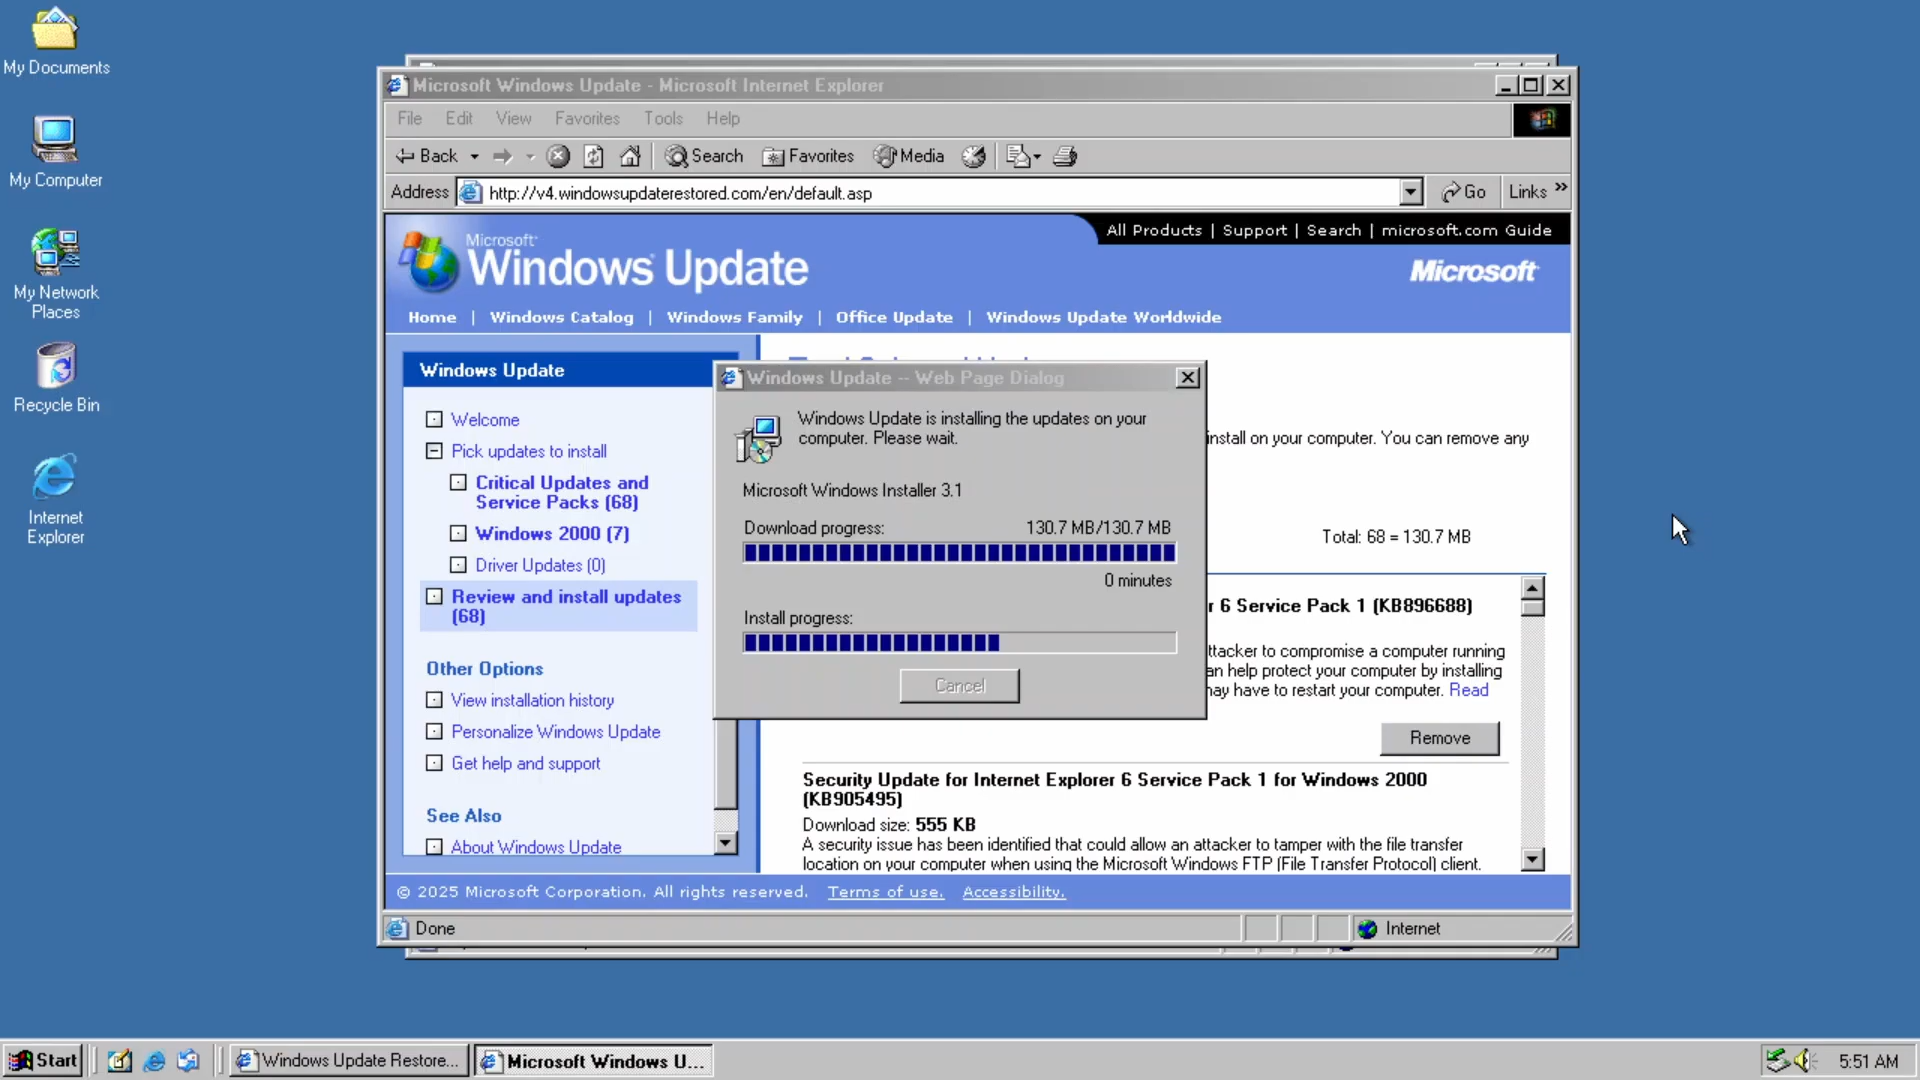 My Documents
My Computer
My Network
Places
Recycle Bin
Internet
Explorer
Microsoft Windows Update - Microsoft Internet Explorer
File Edit View Favorites Tools Help
Back Search Favorites Media
Address http://v4.windowsupdaterestored.com/en/default.asp Go Links »
All Products | Support | Search | microsoft.com Guide
Microsoft
Windows Update
Microsoft
Home | Windows Catalog | Windows Family | Office Update | Windows Update Worldwide
Windows Update
Welcome
Pick updates to install
Critical Updates and
Service Packs (68)
Windows 2000 (7)
Driver Updates (0)
Review and install updates
(68)
Other Options
View installation history
Personalize Windows Update
Get help and support
See Also
About Windows Update
Windows Update -- Web Page Dialog
Windows Update is installing the updates on your
computer. Please wait.
Microsoft Windows Installer 3.1
Download progress: 130.7 MB/130.7 MB
0 minutes
Install progress:
Cancel
install on your computer. You can remove any
Total: 68 = 130.7 MB
r 6 Service Pack 1 (KB896688)
ttacker to compromise a computer running
an help protect your computer by installing
may have to restart your computer. Read
Remove
Security Update for Internet Explorer 6 Service Pack 1 for Windows 2000
(KB905495)
Download size: 555 KB
A security issue has been identified that could allow an attacker to tamper with the file transfer
location on your computer when using the Microsoft Windows FTP (File Transfer Protocol) client.
© 2025 Microsoft Corporation. All rights reserved. Terms of use. Accessibility.
Done Internet
Start Windows Update Restore... Microsoft Windows U... 5:51 AM